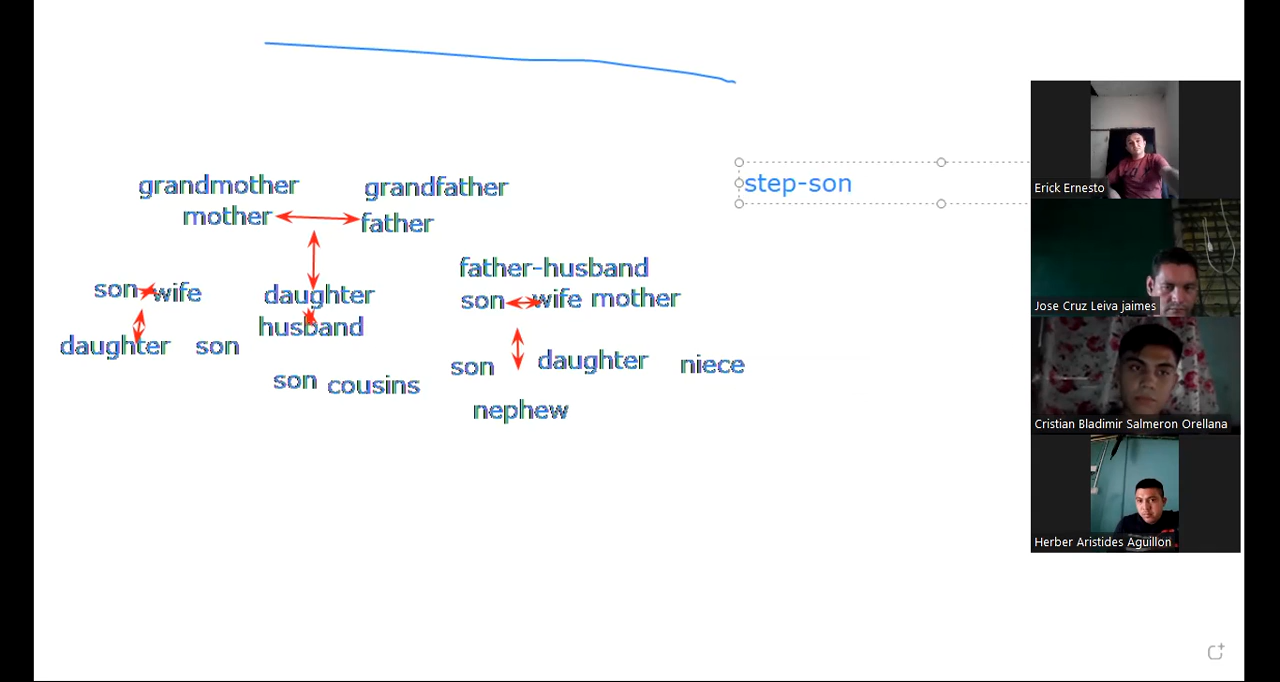 grandmother grandfather
mother father
step-son
father-husband
son wife daughter son wife mother
husband
daughter son
son daughter niece
son cousins
nephew
Erick Ernesto
Jose Cruz Leiva jaimes
Cristian Bladimir Salmeron Orellana
Herber Aristides Aguillon